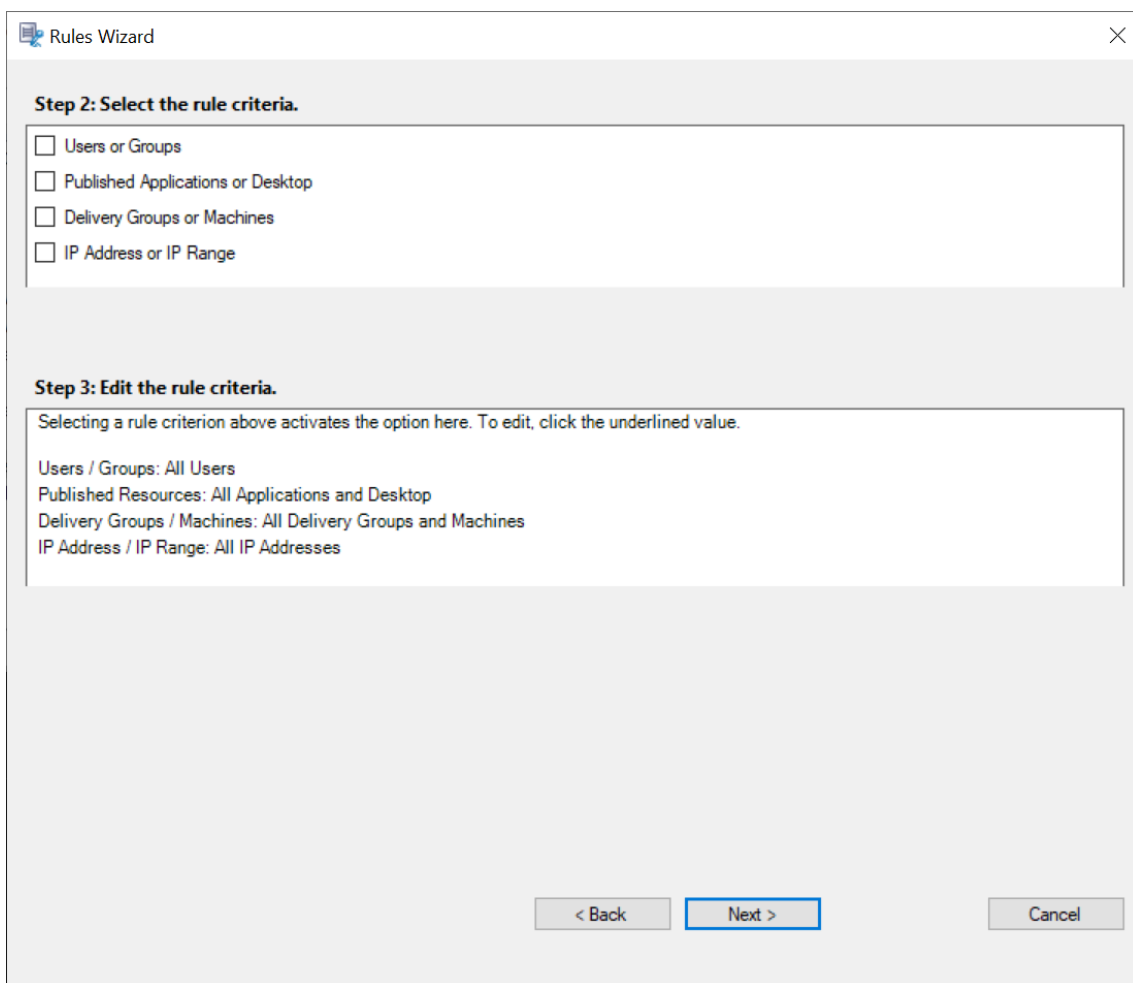 Rules Wizard
Step 2: Select the rule criteria.
Users or Groups
Published Applications or Desktop
Delivery Groups or Machines
IP Address or IP Range
Step 3: Edit the rule criteria.
Selecting a rule criterion above activates the option here. To edit, click the underlined value.
Users / Groups: All Users
Published Resources: All Applications and Desktop
Delivery Groups / Machines: All Delivery Groups and Machines
IP Address / IP Range: All IP Addresses
< Back
Next >
Cancel